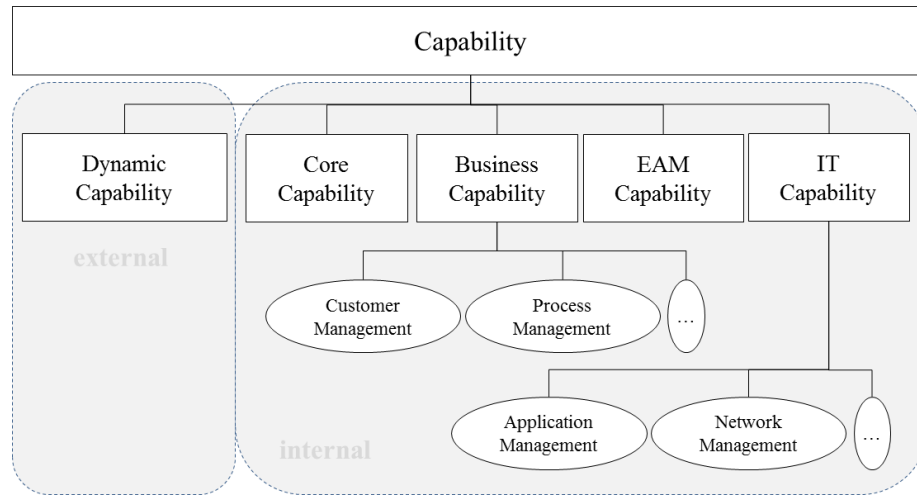 Capability
Dynamic
Capability
Core
Capability
Business
Capability
EAM
Capability
IT
Capability
external
Customer
Management
Process
Management
...
Application
Management
Network
Management
...
internal